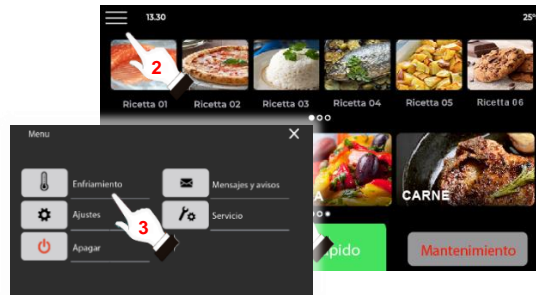 13.30
25°
2
Ricetta 01
Ricetta 02
Ricetta 03
Ricetta 04
Ricetta 05
Ricetta 06
Menu
X
Enfriamiento
Mensajes y avisos
Ajustes
3
Servicio
Apagar
CARNE
Mantenimiento